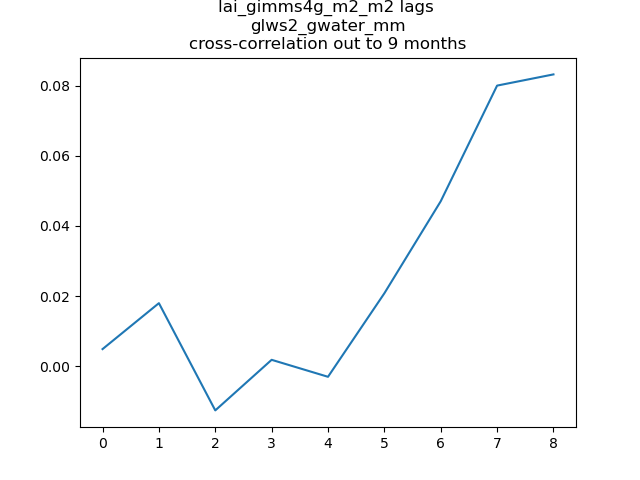 lai_gimms4g_m2_m2 lags
glws2_gwater_mm
cross-correlation out to 9 months
0.08
0.06
0.04
0.02
0.00
0 1 2 3 4 5 6 7 8